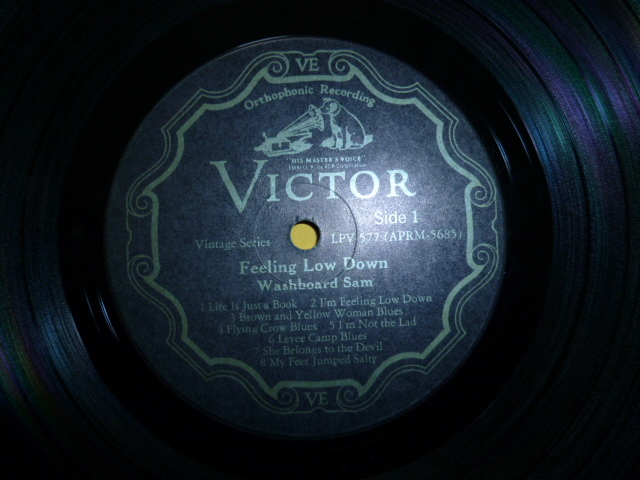 VE
Orthophonic Recording
"HIS MASTER'S VOICE"
VICTOR
Side 1
Vintage Series LPV-577 (APRM-5685)
Feeling Low Down
Washboard Sam
1 Life Is Just a Book 2 I'm Feeling Low Down
3 Brown and Yellow Woman Blues
4 Flying Crow Blues 5 I'm Not the Lad
6 Levee Camp Blues
7 She Belongs to the Devil
8 My Feet Jumped Salty
VE